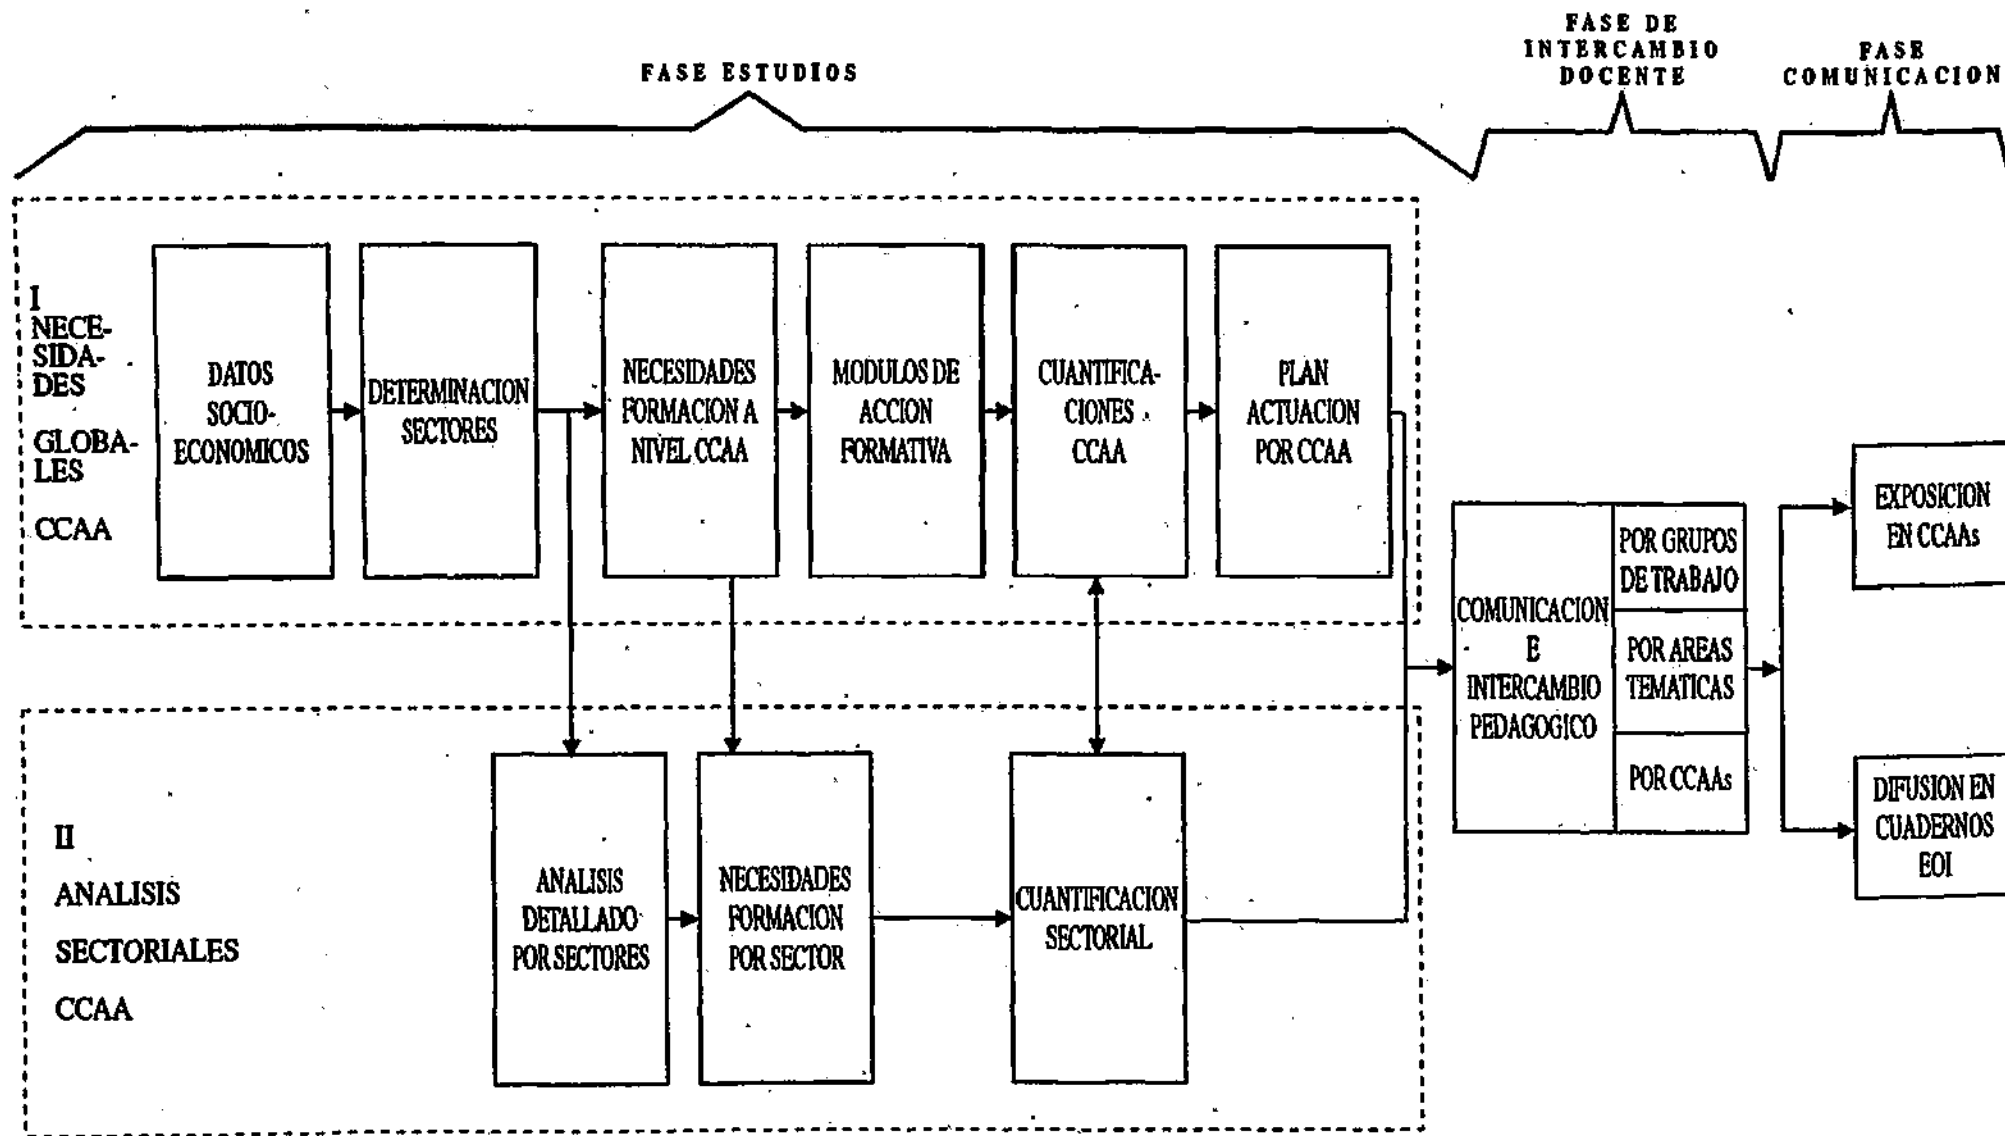 FASE ESTUDIOS
FASE DE
INTERCAMBIO
DOCENTE
FASE
COMUNICACION
I
NECE-
SIDA-
DES
GLOBA-
LES
CCAA
DATOS
SOCIO-
ECONOMICOS
DETERMINACION
SECTORES
NECESIDADES
FORMACION A
NIVEL CCAA
MODULOS DE
ACCION
FORMATIVA
CUANTIFICA-
CIONES
CCAA
PLAN
ACTUACION
POR CCAA
COMUNICACION
E
INTERCAMBIO
PEDAGOGICO
POR GRUPOS
DE TRABAJO
POR AREAS
TEMATICAS
POR CCAAs
EXPOSICION
EN CCAAs
DIFUSION EN
CUADERNOS
EOI
II
ANALISIS
SECTORIALES
CCAA
ANALISIS
DETALLADO
POR SECTORES
NECESIDADES
FORMACION
POR SECTOR
CUANTIFICACION
SECTORIAL